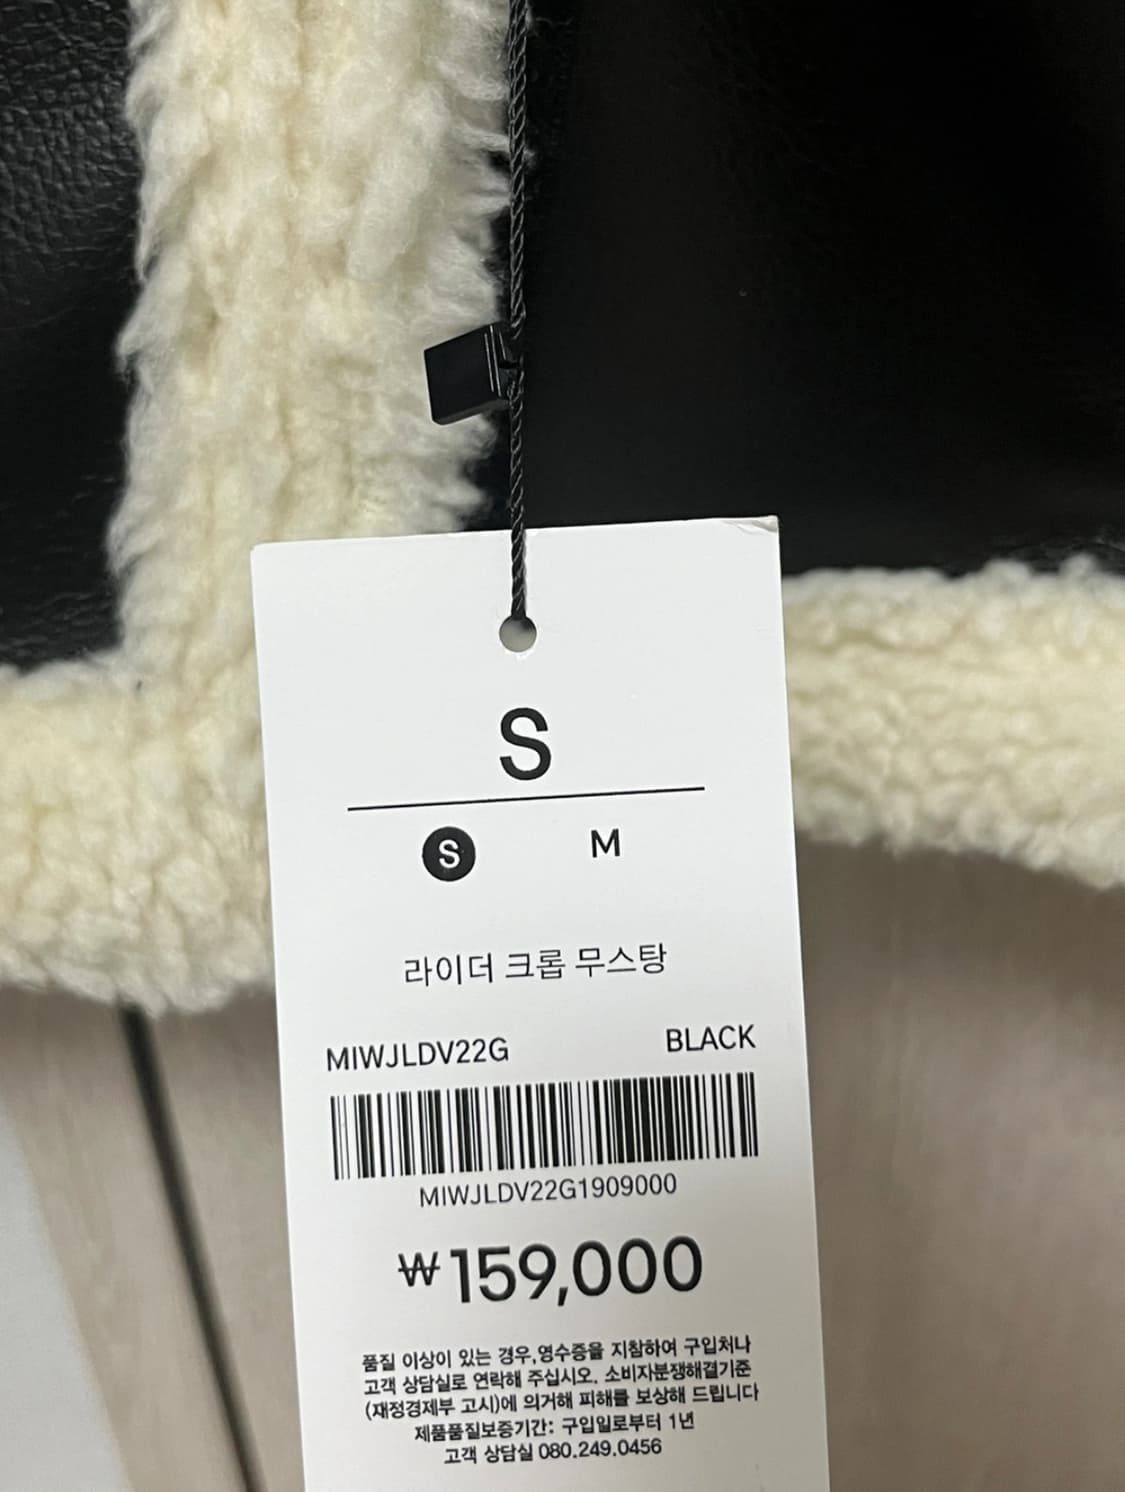 S
S M
라이더 크롭 무스탕
MIWJLDV22G BLACK
MIWJLDV22G1909000
₩159,000
품질 이상이 있는 경우,영수증을 지참하여 구입처나
고객 상담실로 연락해 주십시오. 소비자분쟁해결기준
(재정경제부 고시)에 의거해 피해를 보상해 드립니다
제품품질보증기간: 구입일로부터 1년
고객 상담실 080.249.0456